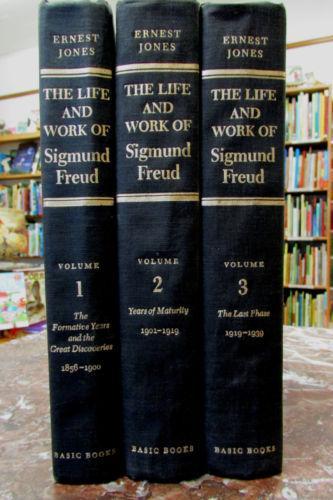 ERNEST
JONES
THE LIFE
AND
WORK OF
Sigmund
Freud
VOLUME
1
The
Formative Years
and the
Great Discoveries
1856–1900
BASIC BOOKS
ERNEST
JONES
THE LIFE
AND
WORK OF
Sigmund
Freud
VOLUME
2
Years of Maturity
1901–1919
BASIC BOOKS
ERNEST
JONES
THE LIFE
AND
WORK OF
Sigmund
Freud
VOLUME
3
The Last Phase
1919–1939
BASIC BOOKS